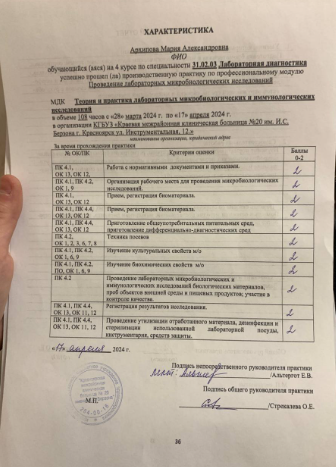 ХАРАКТЕРИСТИКА
Архипова Мария Александровна
ФИО
обучающийся (аяся) на 4 курсе по специальности 31.02.03 Лабораторная диагностика
успешно прошел (ла) производственную практику по профессиональному модулю
Проведение лабораторных микробиологических исследований
МДК Теория и практика лабораторных микробиологических и иммунологических
исследований
в объеме 108 часов с «28» марта 2024 г. по «17» апреля 2024 г.
в организации КГБУЗ «Краевая межрайонная клиническая больница №20 им. И.С.
Берзона г. Красноярск ул. Инструментальная, 12.»
наименование организации, юридический адрес
За время прохождения практики
№ ОК/ПК Критерии оценки Баллы
0-2
ПК 4.1, Работа с нормативными документами и приказами. 2
ОК 13, ОК 12
ПК 4.1, ПК 4.2, Организация рабочего места для проведения микробиологических 2
ОК 1, 9 исследований.
ПК 4.1, Прием, регистрация биоматериала. 2
ОК 13, ОК 12
ПК 4.1, Прием, регистрация биоматериала. 2
ОК 13, ОК 12
ПК 4.1, ПК 4.4, Приготовление общеупотребительных питательный сред, 2
ОК 13, ОК 12 приготовление дифференциально-диагностических сред
ПК 4.2, Техника посевов 2
ОК 1, 2, 3, 6, 7, 8
ПК 4.1, ПК 4.2, Изучение культуральных свойств м/о 2
ОК 1, 6, 9
ПК 4.1, ПК 4.2, Изучение биохимических свойств м/о 2
ПО, ОК 1, 8, 9
ПК 4.2 Проведение лабораторных микробиологических и 2
иммунологических исследований биологических материалов,
проб объектов внешней среды и пищевых продуктов; участие в
контроле качества.
ПК 4.1, ПК 4.3, Регистрация результатов исследования. 2
ОК 13, ОК 11, 12
ПК 4.1, ПК 4.4, Проведение утилизации отработанного материала, дезинфекция и 2
ОК 13, ОК 11, 12 стерилизация использованной лабораторной посуды,
инструментария, средств защиты.
«17» апреля 2024 г.
Подпись непосредственного руководителя практики
/Альтергот Е.В.
Подпись общего руководителя практики
М.П.
/Стрикалева О.Е.
36